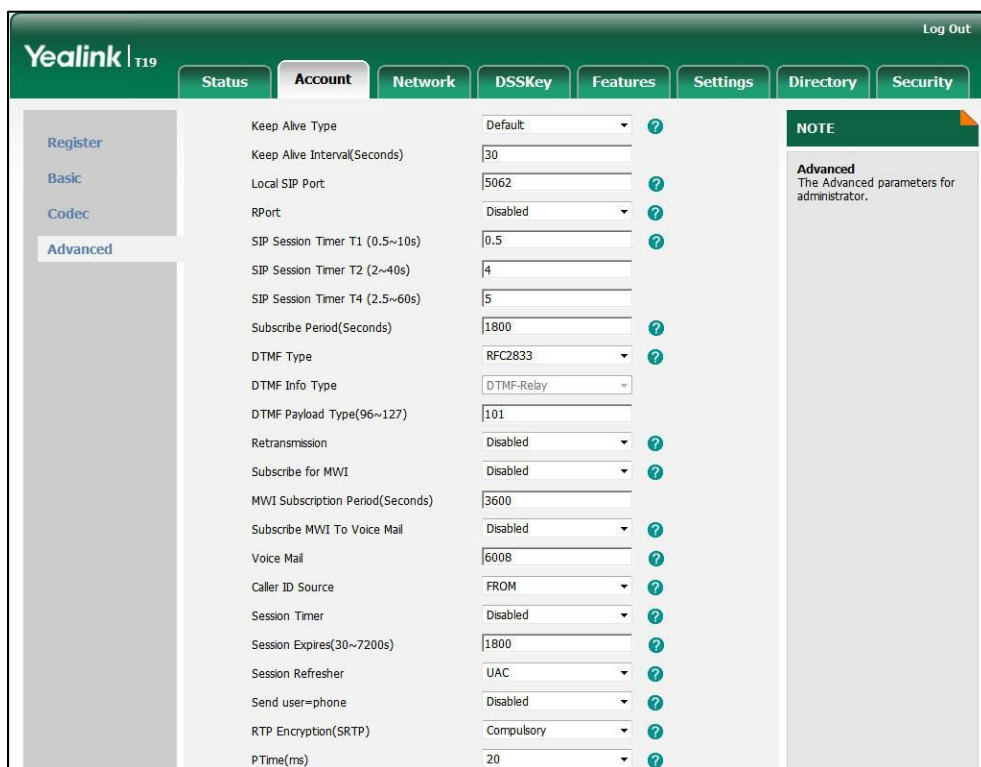 Log Out
Yealink T19
Status Account Network DSSKey Features Settings Directory Security
Register
Basic
Codec
Advanced
Keep Alive Type Default ?
Keep Alive Interval(Seconds) 30
Local SIP Port 5062 ?
RPort Disabled ?
SIP Session Timer T1 (0.5~10s) 0.5 ?
SIP Session Timer T2 (2~40s) 4
SIP Session Timer T4 (2.5~60s) 5
Subscribe Period(Seconds) 1800 ?
DTMF Type RFC2833 ?
DTMF Info Type DTMF-Relay
DTMF Payload Type(96~127) 101
Retransmission Disabled ?
Subscribe for MWI Disabled ?
MWI Subscription Period(Seconds) 3600
Subscribe MWI To Voice Mail Disabled ?
Voice Mail 6008 ?
Caller ID Source FROM ?
Session Timer Disabled ?
Session Expires(30~7200s) 1800 ?
Session Refresher UAC ?
Send user=phone Disabled ?
RTP Encryption(SRTP) Compulsory ?
PTime(ms) 20 ?
NOTE
Advanced
The Advanced parameters for
administrator.